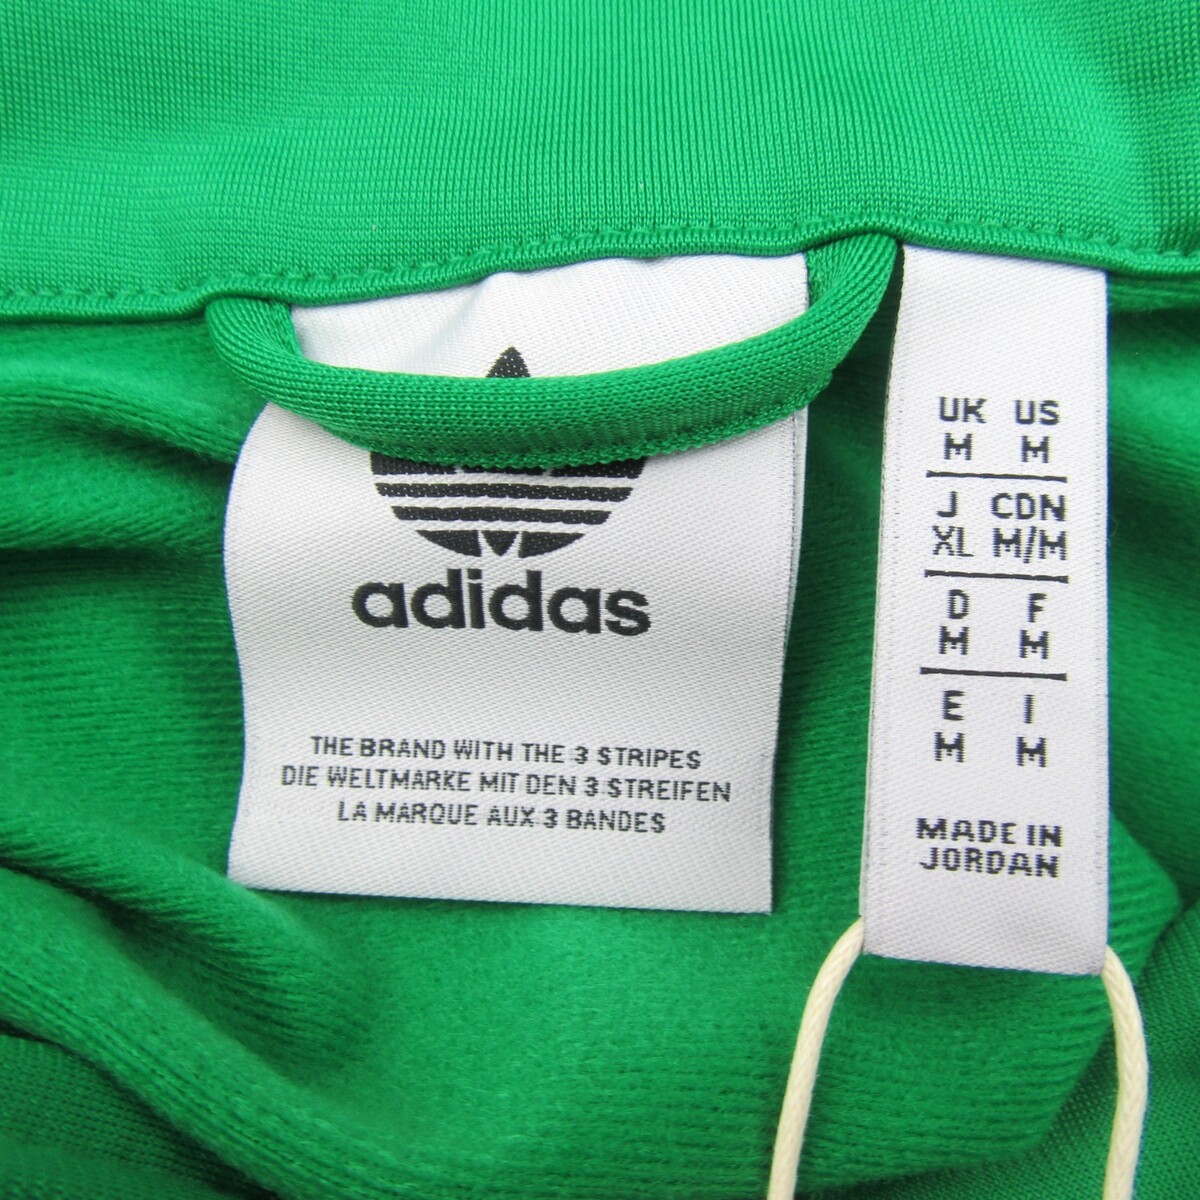 adidas
THE BRAND WITH THE 3 STRIPES
DIE WELTMARKE MIT DEN 3 STREIFEN
LA MARQUE AUX 3 BANDES
UK US
M M
J CDN
XL M/M
D F
M M
E I
M M
MADE IN
JORDAN